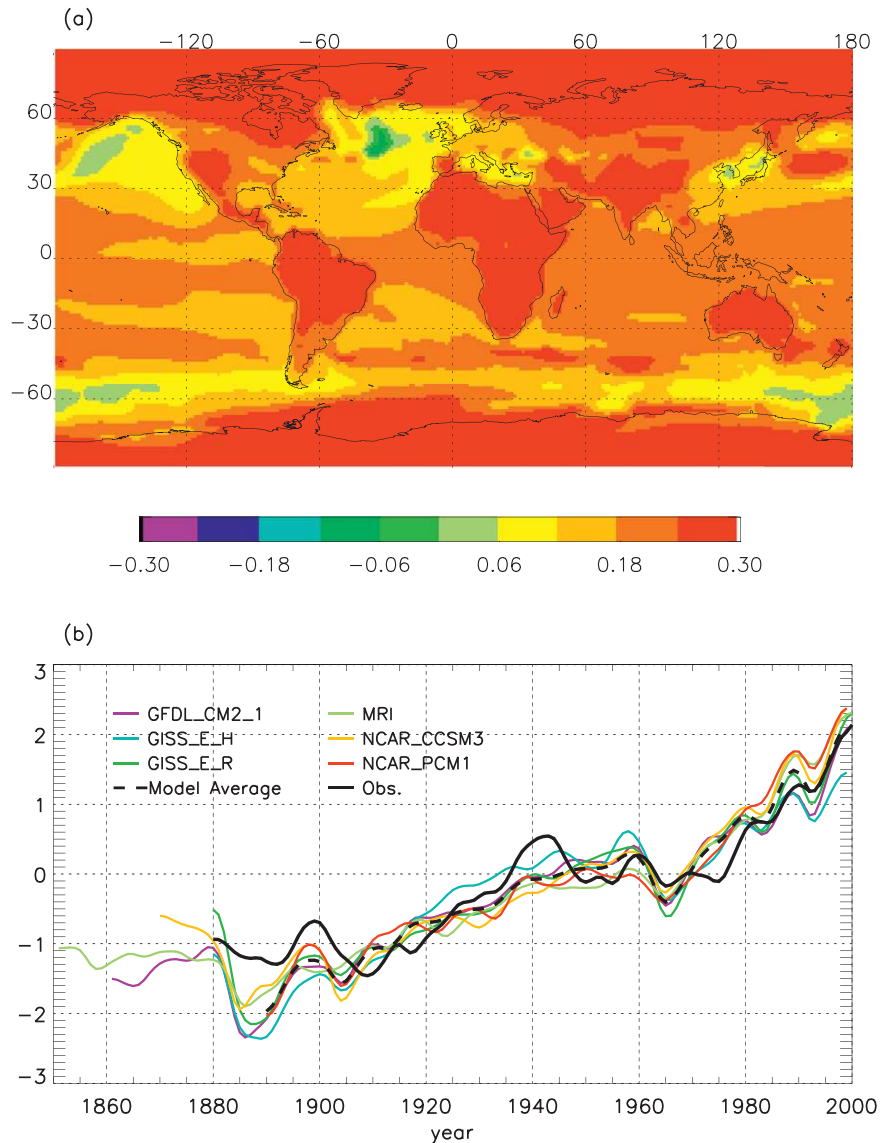 (a)
−120 −60 0 60 120 180
60
30
0
−30
−60
−0.30 −0.18 −0.06 0.06 0.18 0.30
(b)
3
2
1
0
−1
−2
−3
GFDL_CM2_1 MRI
GISS_E_H NCAR_CCSM3
GISS_E_R NCAR_PCM1
Model Average Obs.
1860 1880 1900 1920 1940 1960 1980 2000
year